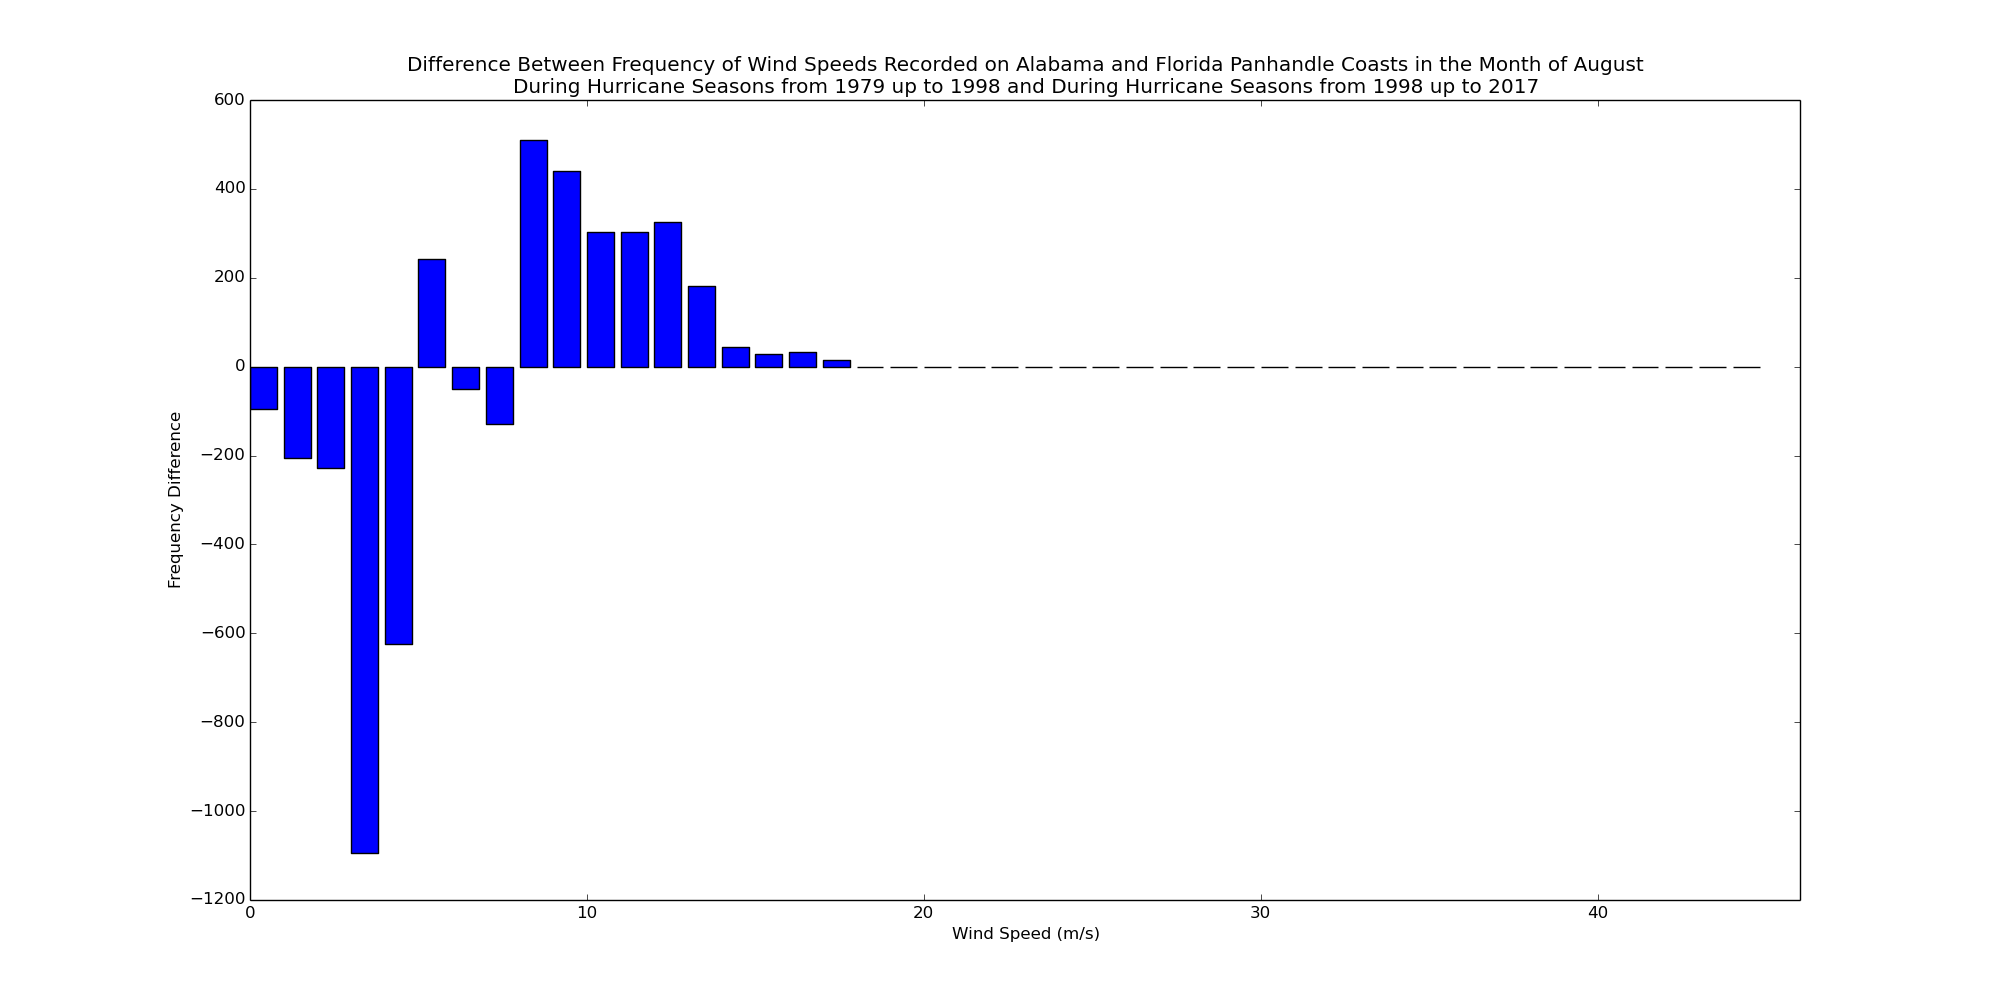 Difference Between Frequency of Wind Speeds Recorded on Alabama and Florida Panhandle Coasts in the Month of August
During Hurricane Seasons from 1979 up to 1998 and During Hurricane Seasons from 1998 up to 2017
600
400
200
0
−200
−400
−600
−800
−1000
−1200
Frequency Difference
0 10 20 30 40
Wind Speed (m/s)